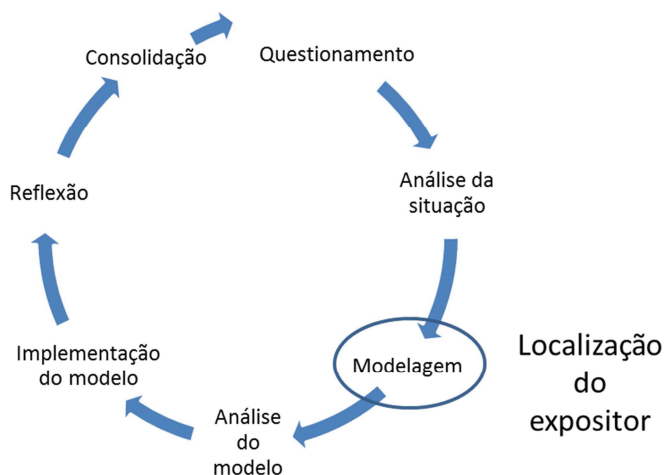 Consolidação
Questionamento
Análise da
situação
Modelagem
Análise
do
modelo
Implementação
do modelo
Reflexão
Localização
do
expositor